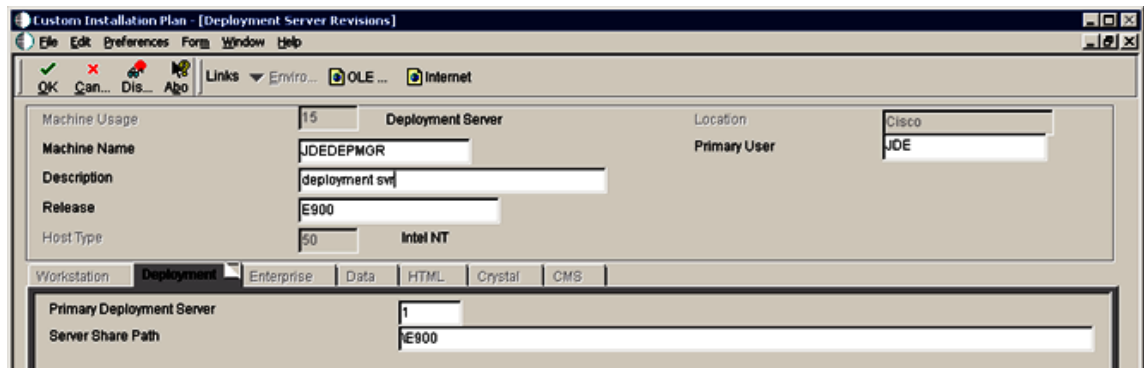 Custom Installation Plan - [Deployment Server Revisions]
File Edit Preferences Form Window Help
OK Can... Dis... Abo Links Enviro... OLE ... Internet
Machine Usage 15 Deployment Server Location Cisco
Machine Name JDEDEPMGR Primary User JDE
Description deployment svr
Release E900
Host Type 50 Intel NT
Workstation Deployment Enterprise Data HTML Crystal CMS
Primary Deployment Server 1
Server Share Path \E900